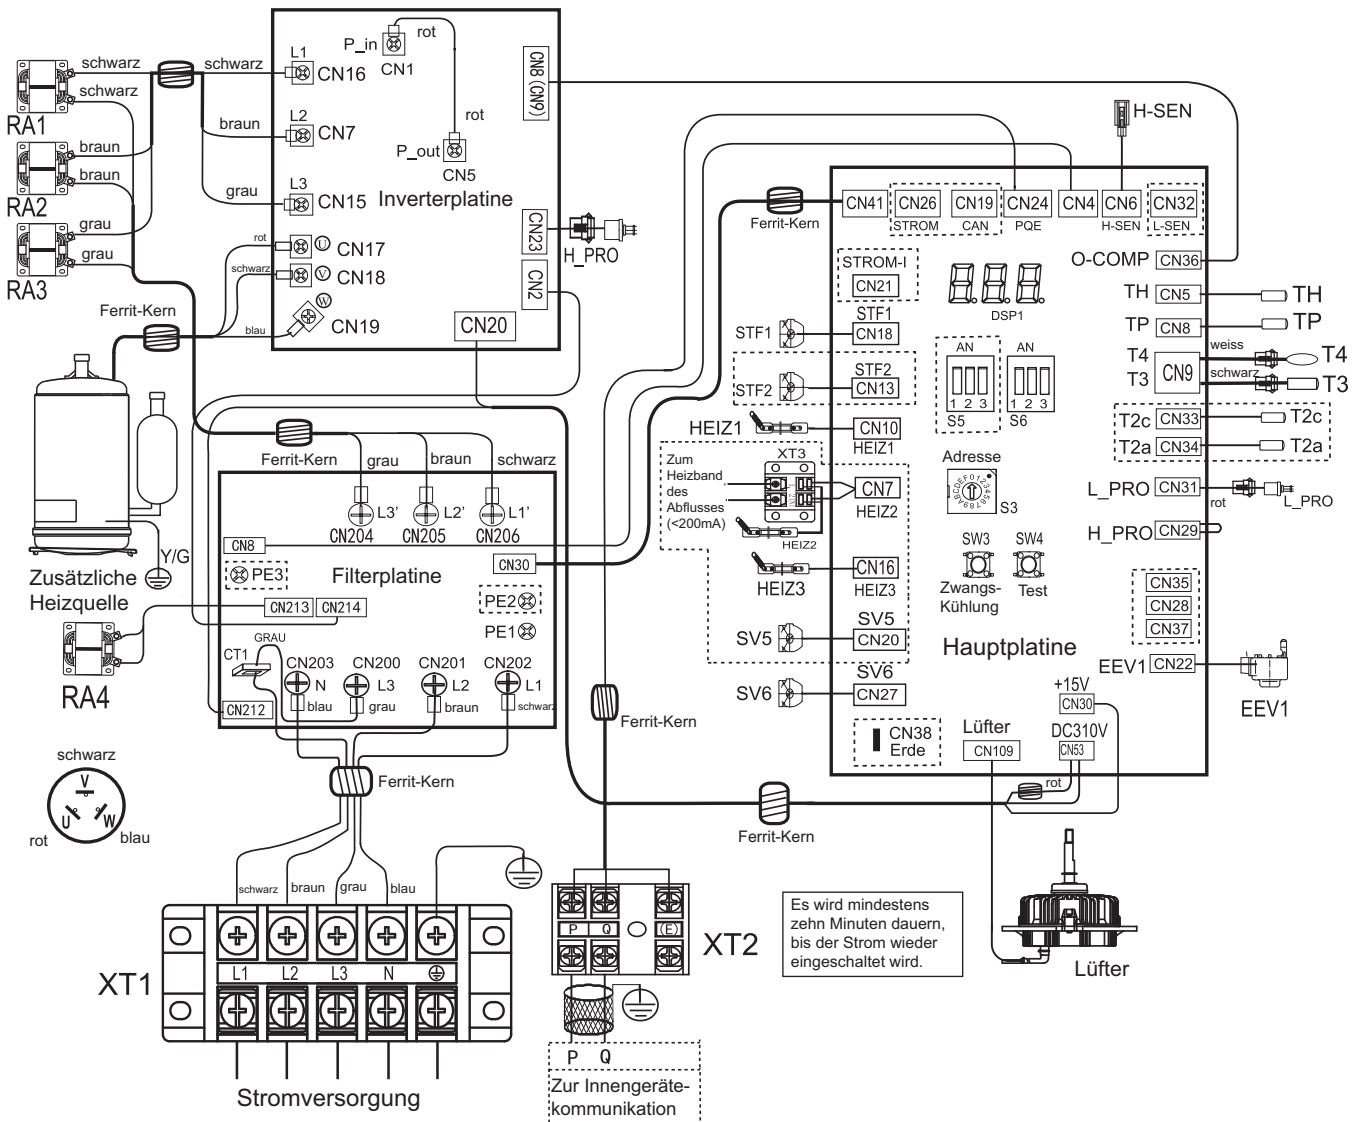 schwarz
schwarz
RA1
braun
braun
RA2
grau
grau
RA3
schwarz
L1
CN16
braun
L2
CN7
grau
L3
CN15
P_in
CN1
rot
rot
P_out
CN5
Inverterplatine
CN8 (CN9)
CN23
H_PRO
CN2
CN20
rot
U
CN17
schwarz
V
CN18
W
blau
CN19
Ferrit-Kern
Zusätzliche
Heizquelle
Y/G
Ferrit-Kern
grau
braun
schwarz
L3'
L2'
L1'
CN204
CN205
CN206
CN8
CN30
PE3
Filterplatine
PE2
PE1
CN213
CN214
RA4
GRAU
CT1
CN203
CN200
CN201
CN202
N
L3
L2
L1
blau
grau
braun
schwarz
CN212
Ferrit-Kern
schwarz
V
U
W
rot
blau
schwarz
braun
grau
blau
XT1
L1
L2
L3
N
Stromversorgung
Ferrit-Kern
P
Q
(E)
XT2
P
Q
Zur Innengeräte-
kommunikation
Ferrit-Kern
Ferrit-Kern
H-SEN
CN41
CN26
CN19
CN24
CN4
CN6
CN32
STROM
CAN
PQE
H-SEN
L-SEN
STROM-I
CN21
DSP1
O-COMP
CN36
TH
CN5
TH
TP
CN8
TP
T4
T3
CN9
weiss
schwarz
T4
T3
T2c
CN33
T2c
T2a
CN34
T2a
L_PRO
CN31
rot
L_PRO
H_PRO
CN29
STF1
STF1
CN18
STF2
STF2
CN13
AN
1 2 3
S5
AN
1 2 3
S6
HEIZ1
CN10
HEIZ1
Zum
Heizband
des
Abflusses
(<200mA)
XT3
CN7
HEIZ2
HEIZ2
Adresse
S3
HEIZ3
CN16
HEIZ3
SW3
SW4
Zwangs-
Kühlung
Test
SV5
SV5
CN20
Hauptplatine
CN35
CN28
CN37
SV6
SV6
CN27
EEV1
CN22
EEV1
CN38
Erde
+15V
CN30
Lüfter
CN109
DC310V
CN53
rot
Es wird mindestens
zehn Minuten dauern,
bis der Strom wieder
eingeschaltet wird.
Lüfter